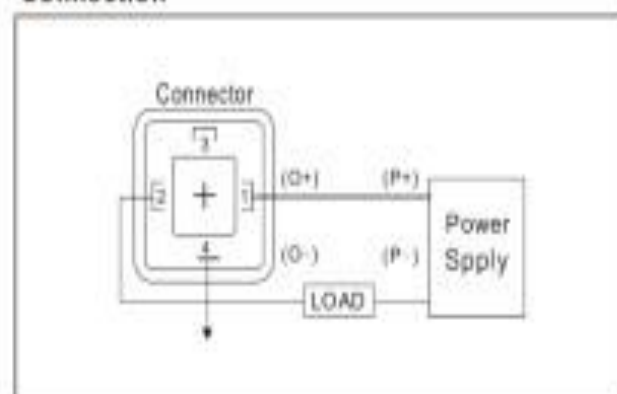 Connection
Connector
3
2
1
4
(O+)
(P+)
(O-)
(P-)
Power
Spply
LOAD